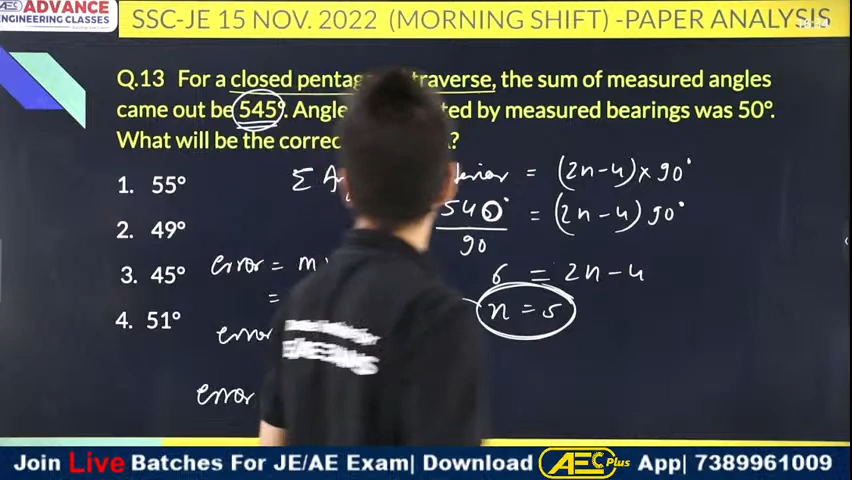 ADVANCE
ENGINEERING CLASSES
SSC-JE 15 NOV. 2022 (MORNING SHIFT) -PAPER ANALYSIS
Q.13 For a closed pentag traverse, the sum of measured angles
came out be 545°. Angle ted by measured bearings was 50°.
What will be the correc ?
1. 55°
2. 49°
3. 45°
4. 51°
Σ A erior = (2n-4) x 90°
540° = (2n-4) 90°
90
6 = 2n-4
n = 5
error = m
=
error
error
Join Live Batches For JE/AE Exam| Download AEC Plus App| 7389961009